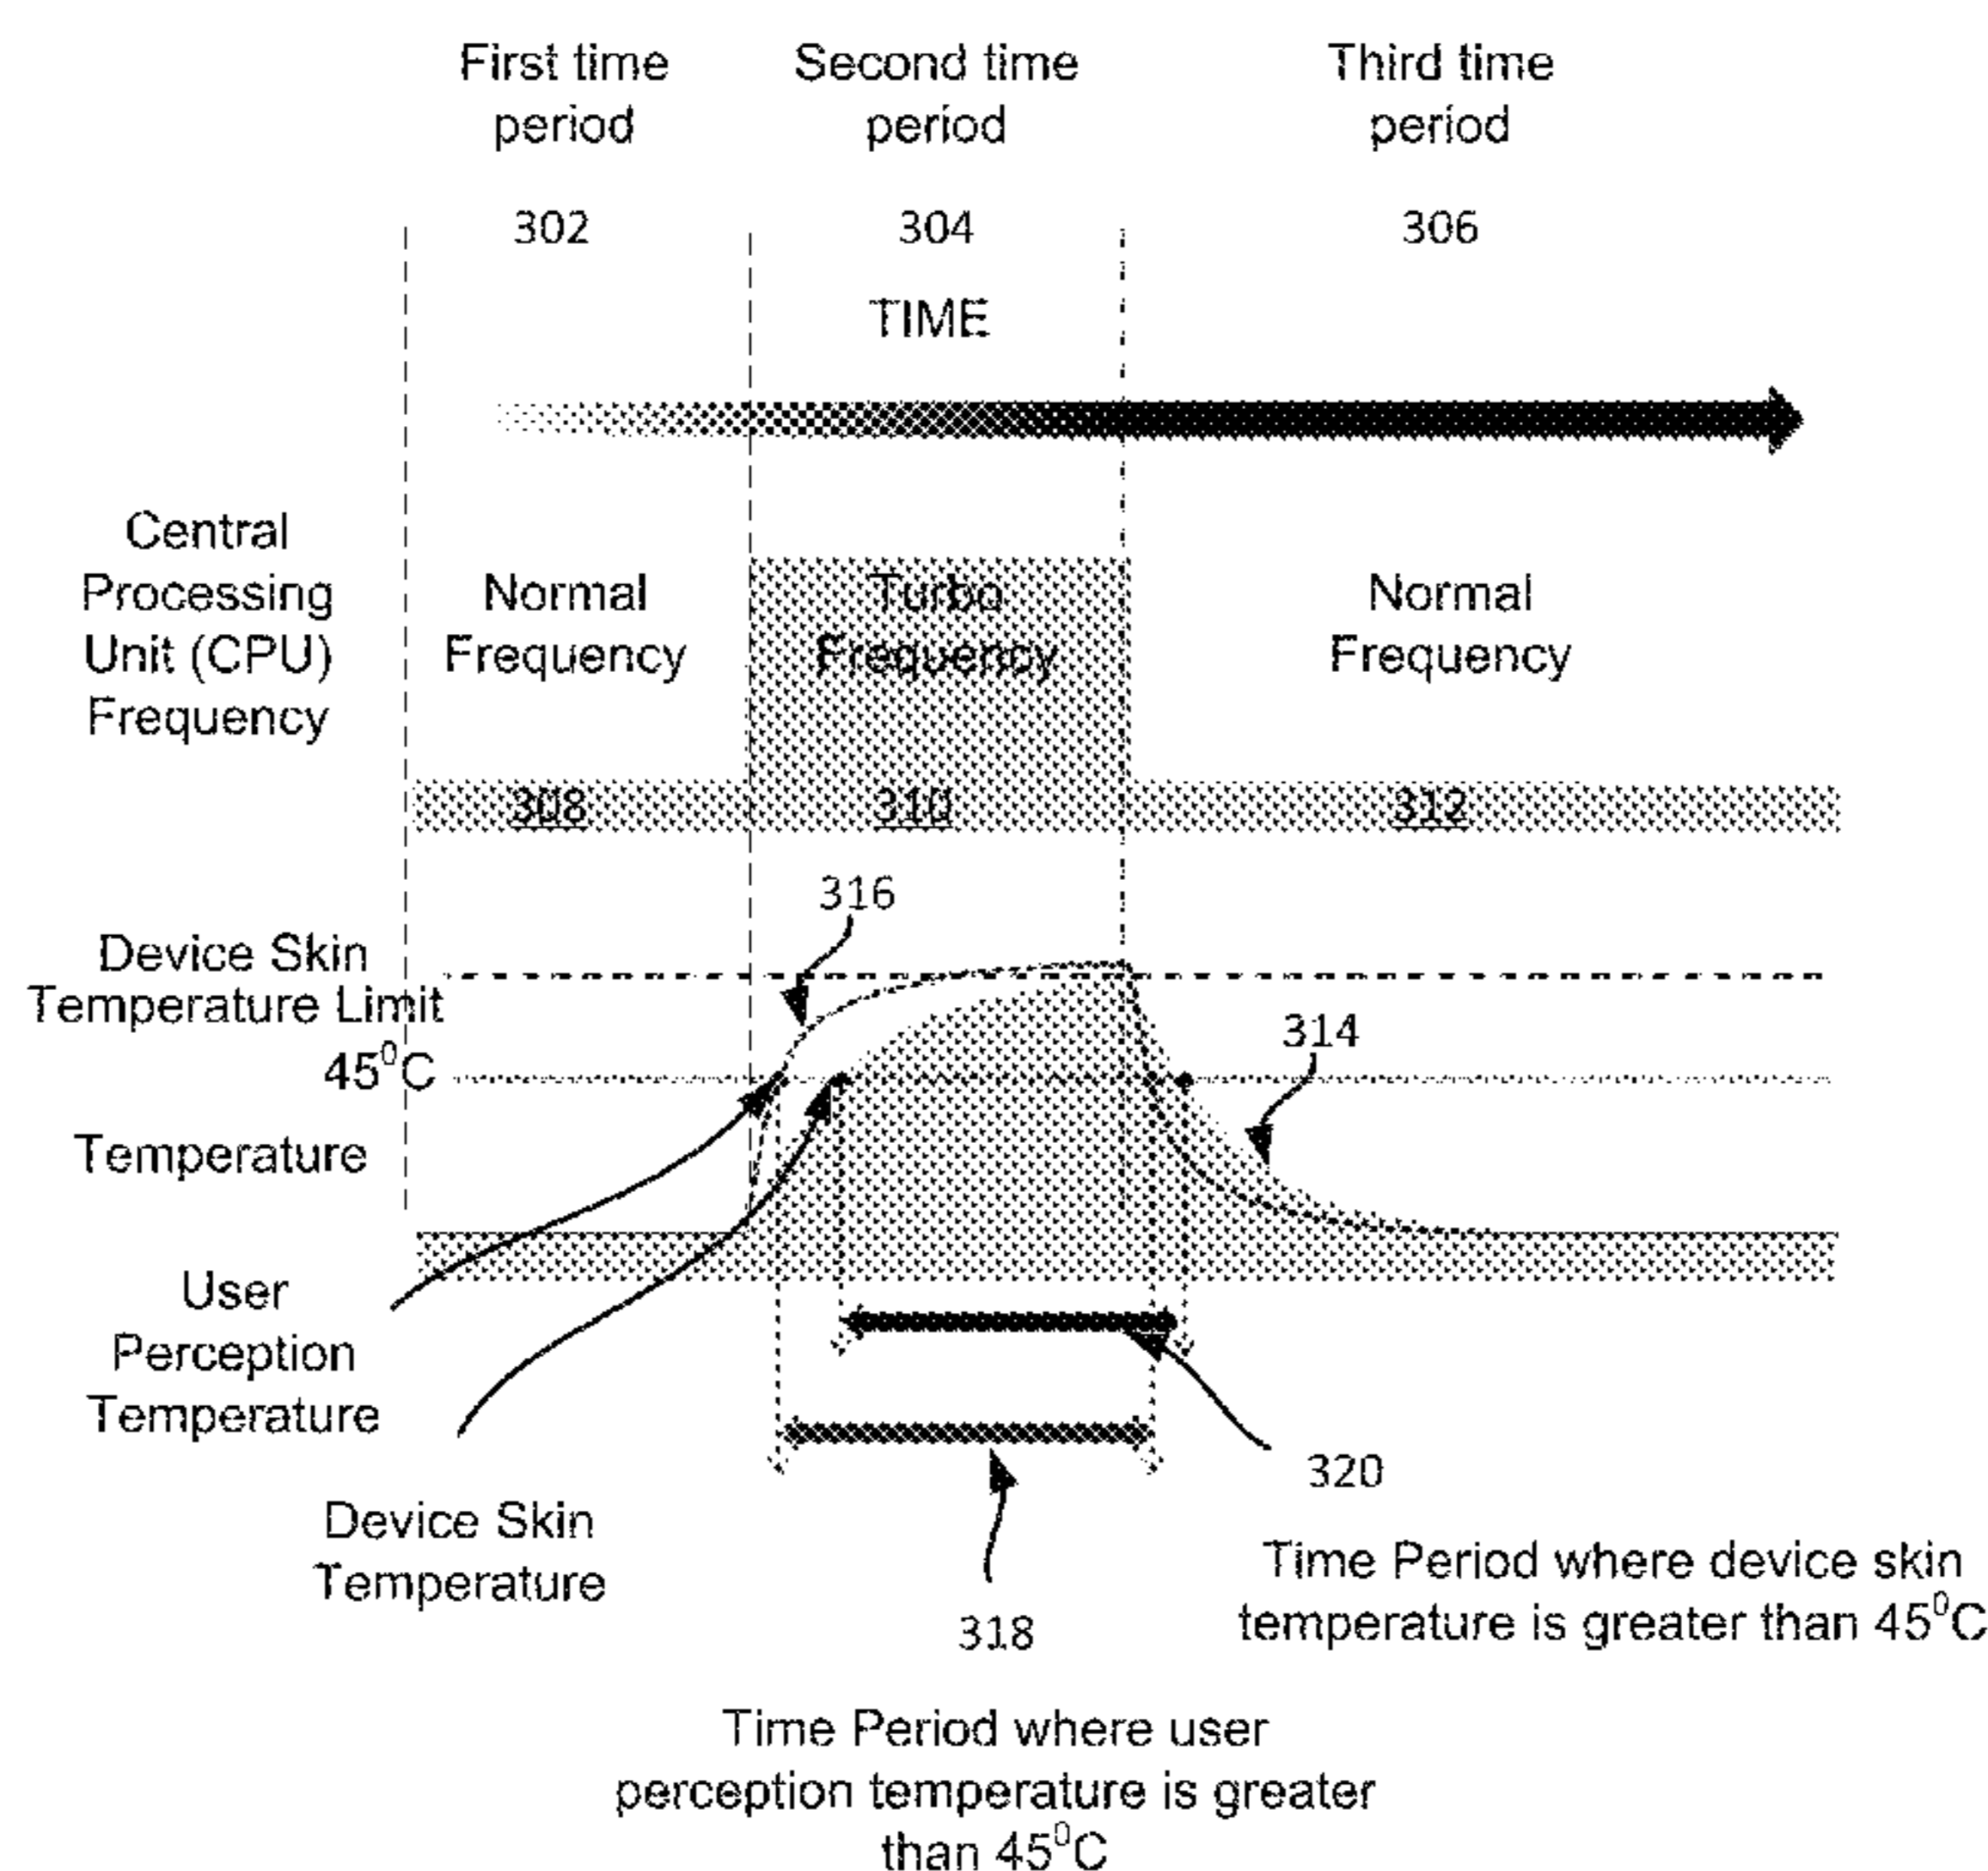 First time
period
302
Second time
period
304
Third time
period
306
TIME
Central
Processing
Unit (CPU)
Frequency
Normal
Frequency
308
Turbo
Frequency
310
Normal
Frequency
312
316
Device Skin
Temperature Limit
45⁰C
314
Temperature
User
Perception
Temperature
Device Skin
Temperature
320
Time Period where device skin
temperature is greater than 45⁰C
318
Time Period where user
perception temperature is greater
than 45⁰C